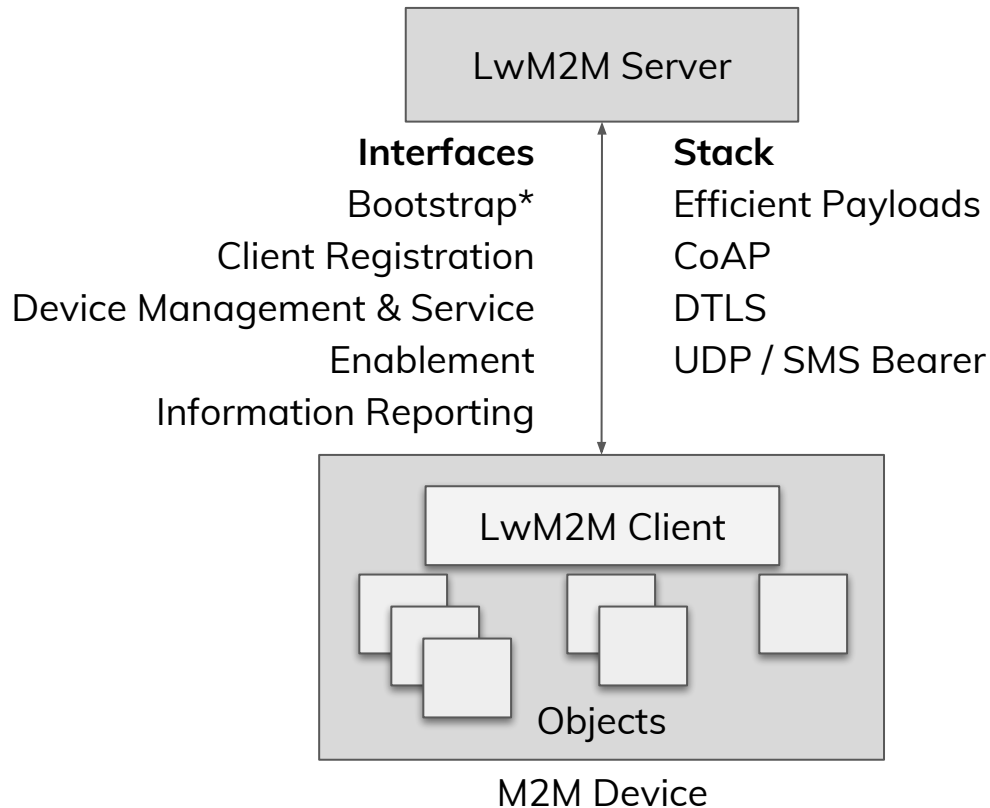 LwM2M Server
Interfaces
Bootstrap*
Client Registration
Device Management & Service
Enablement
Information Reporting
Stack
Efficient Payloads
CoAP
DTLS
UDP / SMS Bearer
LwM2M Client
Objects
M2M Device